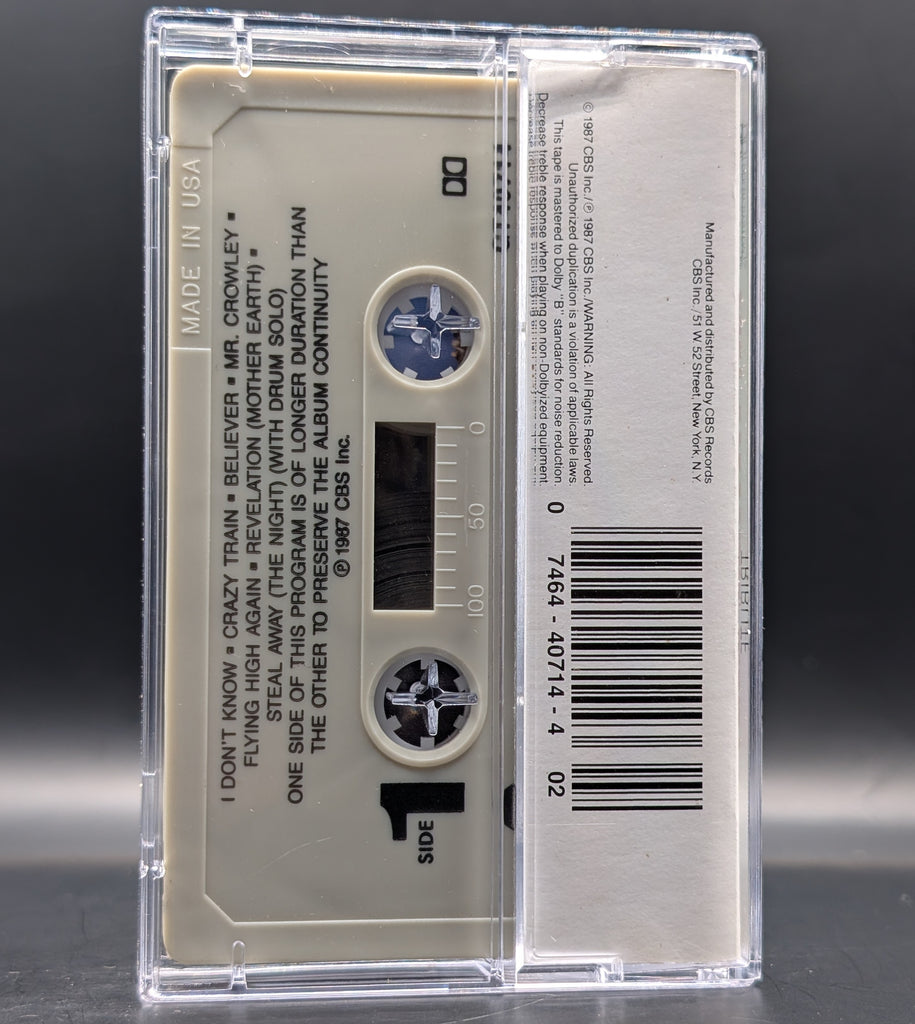 MADE IN USA
I DON'T KNOW ▪ CRAZY TRAIN ▪ BELIEVER ▪ MR. CROWLEY ▪
FLYING HIGH AGAIN ▪ REVELATION (MOTHER EARTH) ▪
STEAL AWAY (THE NIGHT) (WITH DRUM SOLO)
ONE SIDE OF THIS PROGRAM IS OF LONGER DURATION THAN
THE OTHER TO PRESERVE THE ALBUM CONTINUITY
℗ 1987 CBS Inc.
SIDE 1
0 50 100
Manufactured and distributed by CBS Records
CBS Inc./51 W. 52 Street, New York, N.Y.
© 1987 CBS Inc./℗ 1987 CBS Inc./WARNING: All Rights Reserved.
Unauthorized duplication is a violation of applicable laws.
This tape is mastered to Dolby "B" standards for noise reduction.
Decrease treble response when playing on non-Dolbyized equipment.
0 7464-40714-4 02
TRIBUTE